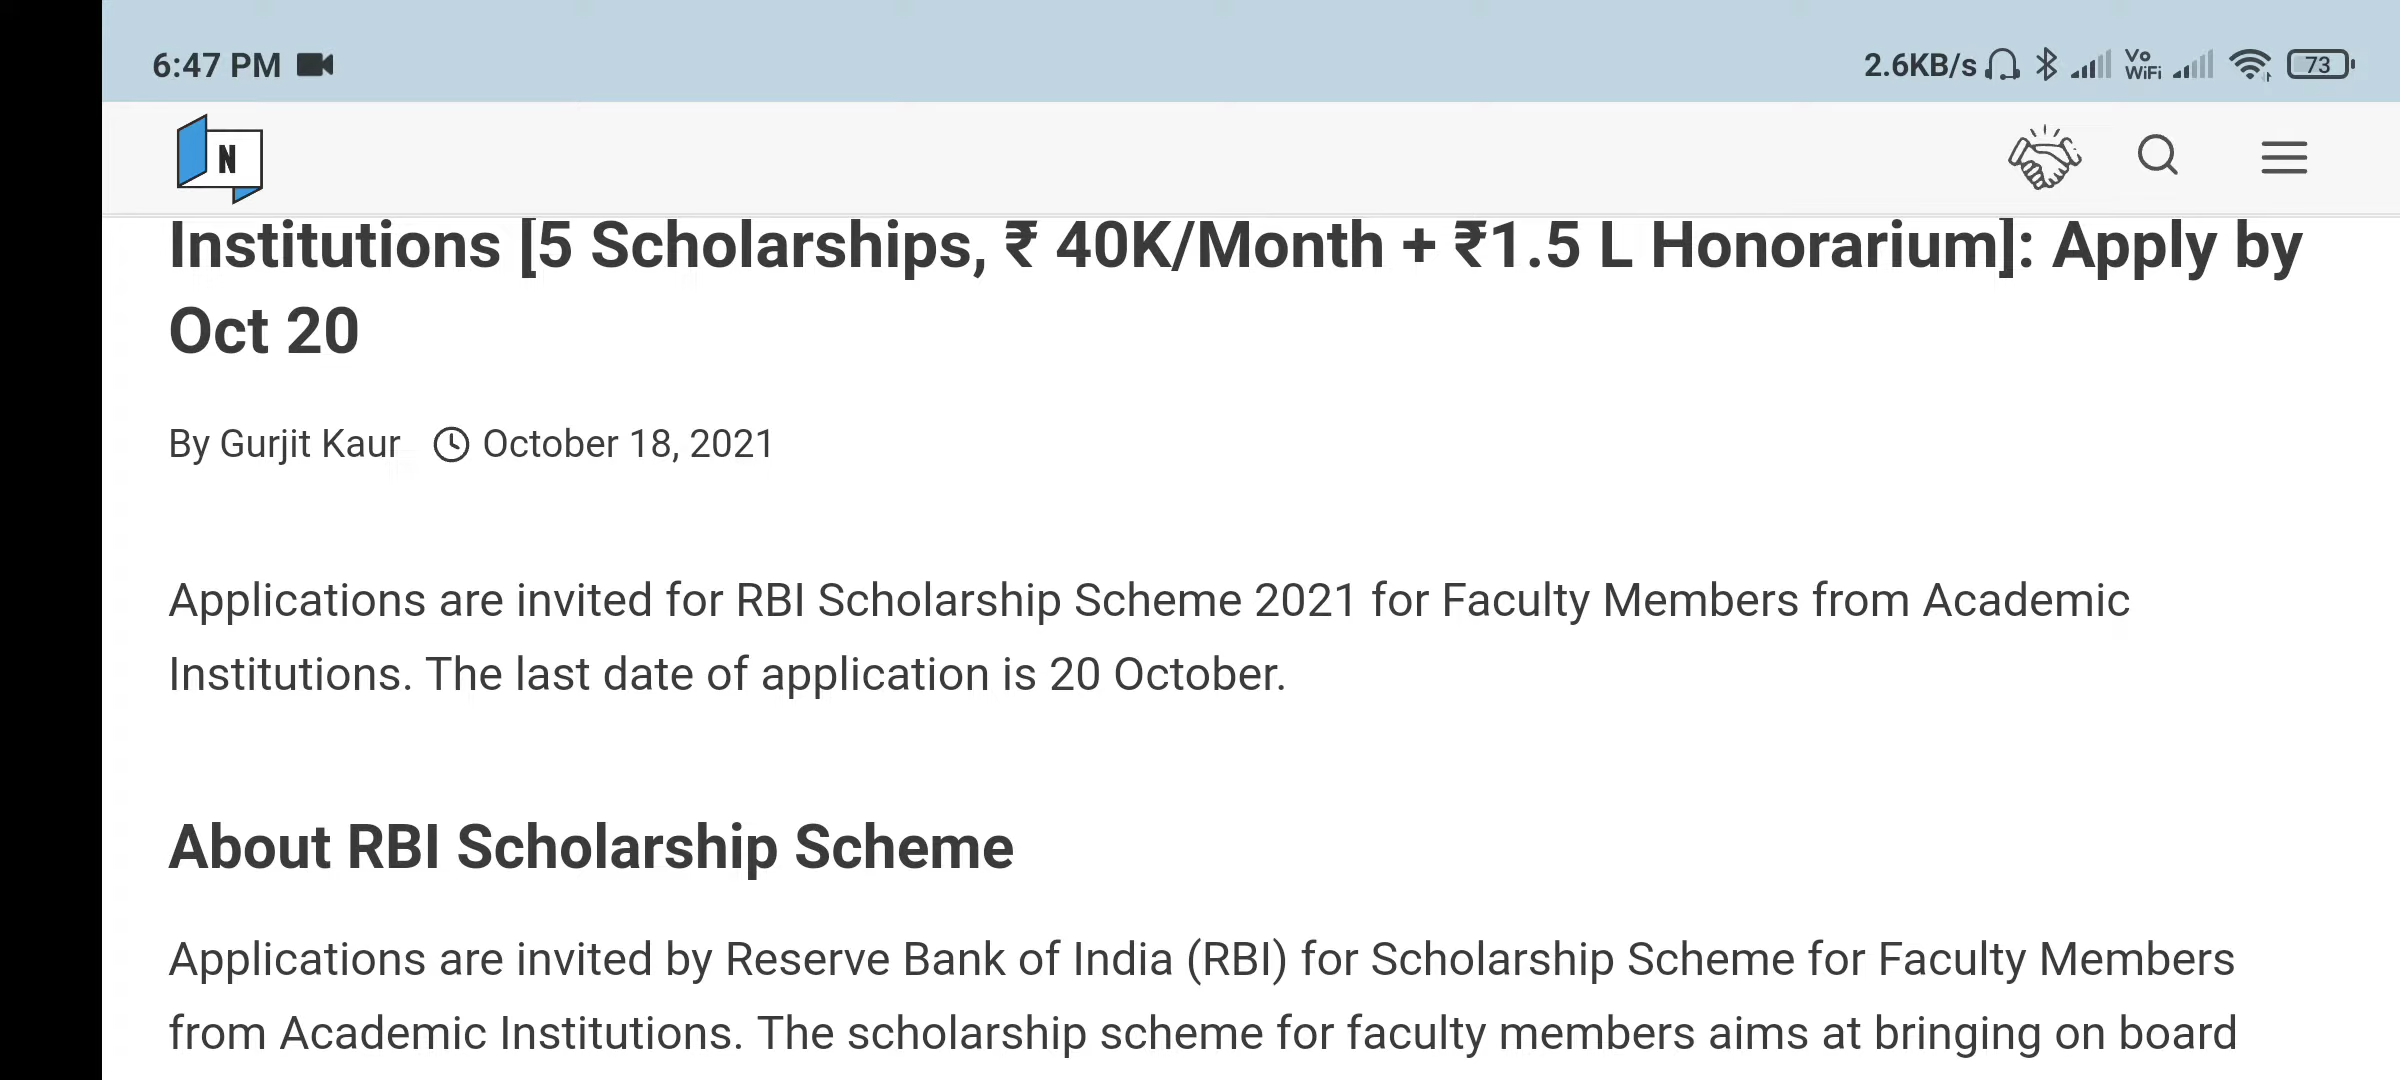 6:47 PM 2.6KB/s Vo WiFi 73
N
Institutions [5 Scholarships, ₹ 40K/Month + ₹1.5 L Honorarium]: Apply by
Oct 20
By Gurjit Kaur October 18, 2021
Applications are invited for RBI Scholarship Scheme 2021 for Faculty Members from Academic
Institutions. The last date of application is 20 October.
About RBI Scholarship Scheme
Applications are invited by Reserve Bank of India (RBI) for Scholarship Scheme for Faculty Members
from Academic Institutions. The scholarship scheme for faculty members aims at bringing on board